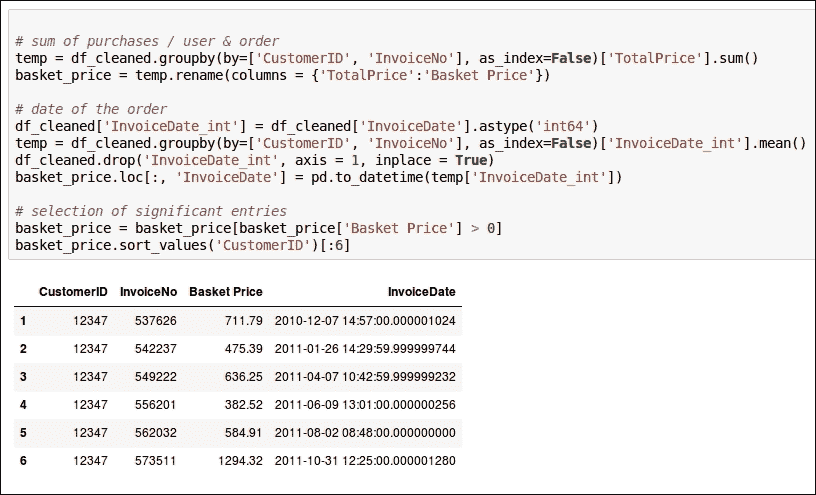 # sum of purchases / user & order
temp = df_cleaned.groupby(by=['CustomerID', 'InvoiceNo'], as_index=False)['TotalPrice'].sum()
basket_price = temp.rename(columns = {'TotalPrice':'Basket Price'})
# date of the order
df_cleaned['InvoiceDate_int'] = df_cleaned['InvoiceDate'].astype('int64')
temp = df_cleaned.groupby(by=['CustomerID', 'InvoiceNo'], as_index=False)['InvoiceDate_int'].mean()
df_cleaned.drop('InvoiceDate_int', axis = 1, inplace = True)
basket_price.loc[:, 'InvoiceDate'] = pd.to_datetime(temp['InvoiceDate_int'])
# selection of significant entries
basket_price = basket_price[basket_price['Basket Price'] > 0]
basket_price.sort_values('CustomerID')[:6]
CustomerID InvoiceNo Basket Price InvoiceDate
1 12347 537626 711.79 2010-12-07 14:57:00.000001024
2 12347 542237 475.39 2011-01-26 14:29:59.999999744
3 12347 549222 636.25 2011-04-07 10:42:59.999999232
4 12347 556201 382.52 2011-06-09 13:01:00.000000256
5 12347 562032 584.91 2011-08-02 08:48:00.000000000
6 12347 573511 1294.32 2011-10-31 12:25:00.000001280